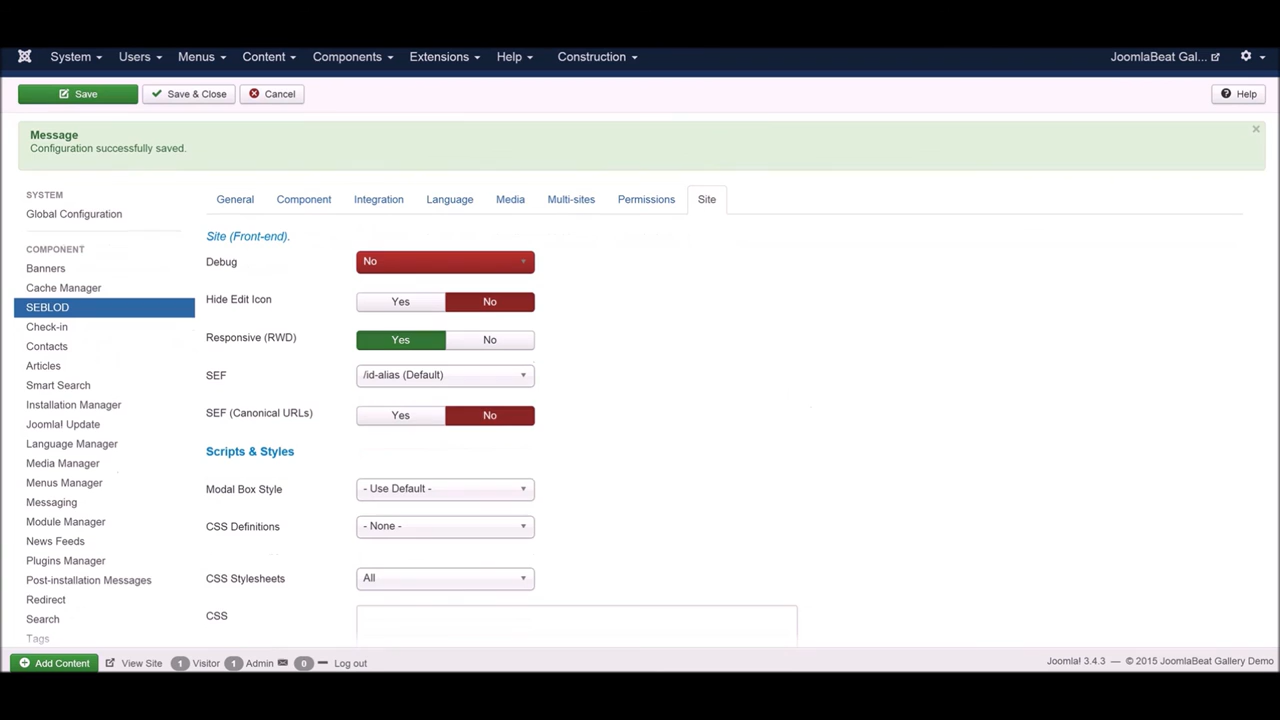 System Users Menus Content Components Extensions Help Construction JoomlaBeat Gal...
Save Save & Close Cancel Help
Message
Configuration successfully saved.
×
SYSTEM
Global Configuration
COMPONENT
Banners
Cache Manager
SEBLOD
Check-in
Contacts
Articles
Smart Search
Installation Manager
Joomla! Update
Language Manager
Media Manager
Menus Manager
Messaging
Module Manager
News Feeds
Plugins Manager
Post-installation Messages
Redirect
Search
Tags
General Component Integration Language Media Multi-sites Permissions Site
Site (Front-end).
Debug No
Hide Edit Icon Yes No
Responsive (RWD) Yes No
SEF /id-alias (Default)
SEF (Canonical URLs) Yes No
Scripts & Styles
Modal Box Style - Use Default -
CSS Definitions - None -
CSS Stylesheets All
CSS
Add Content View Site 1 Visitor 1 Admin 0 Log out Joomla! 3.4.3 — © 2015 JoomlaBeat Gallery Demo